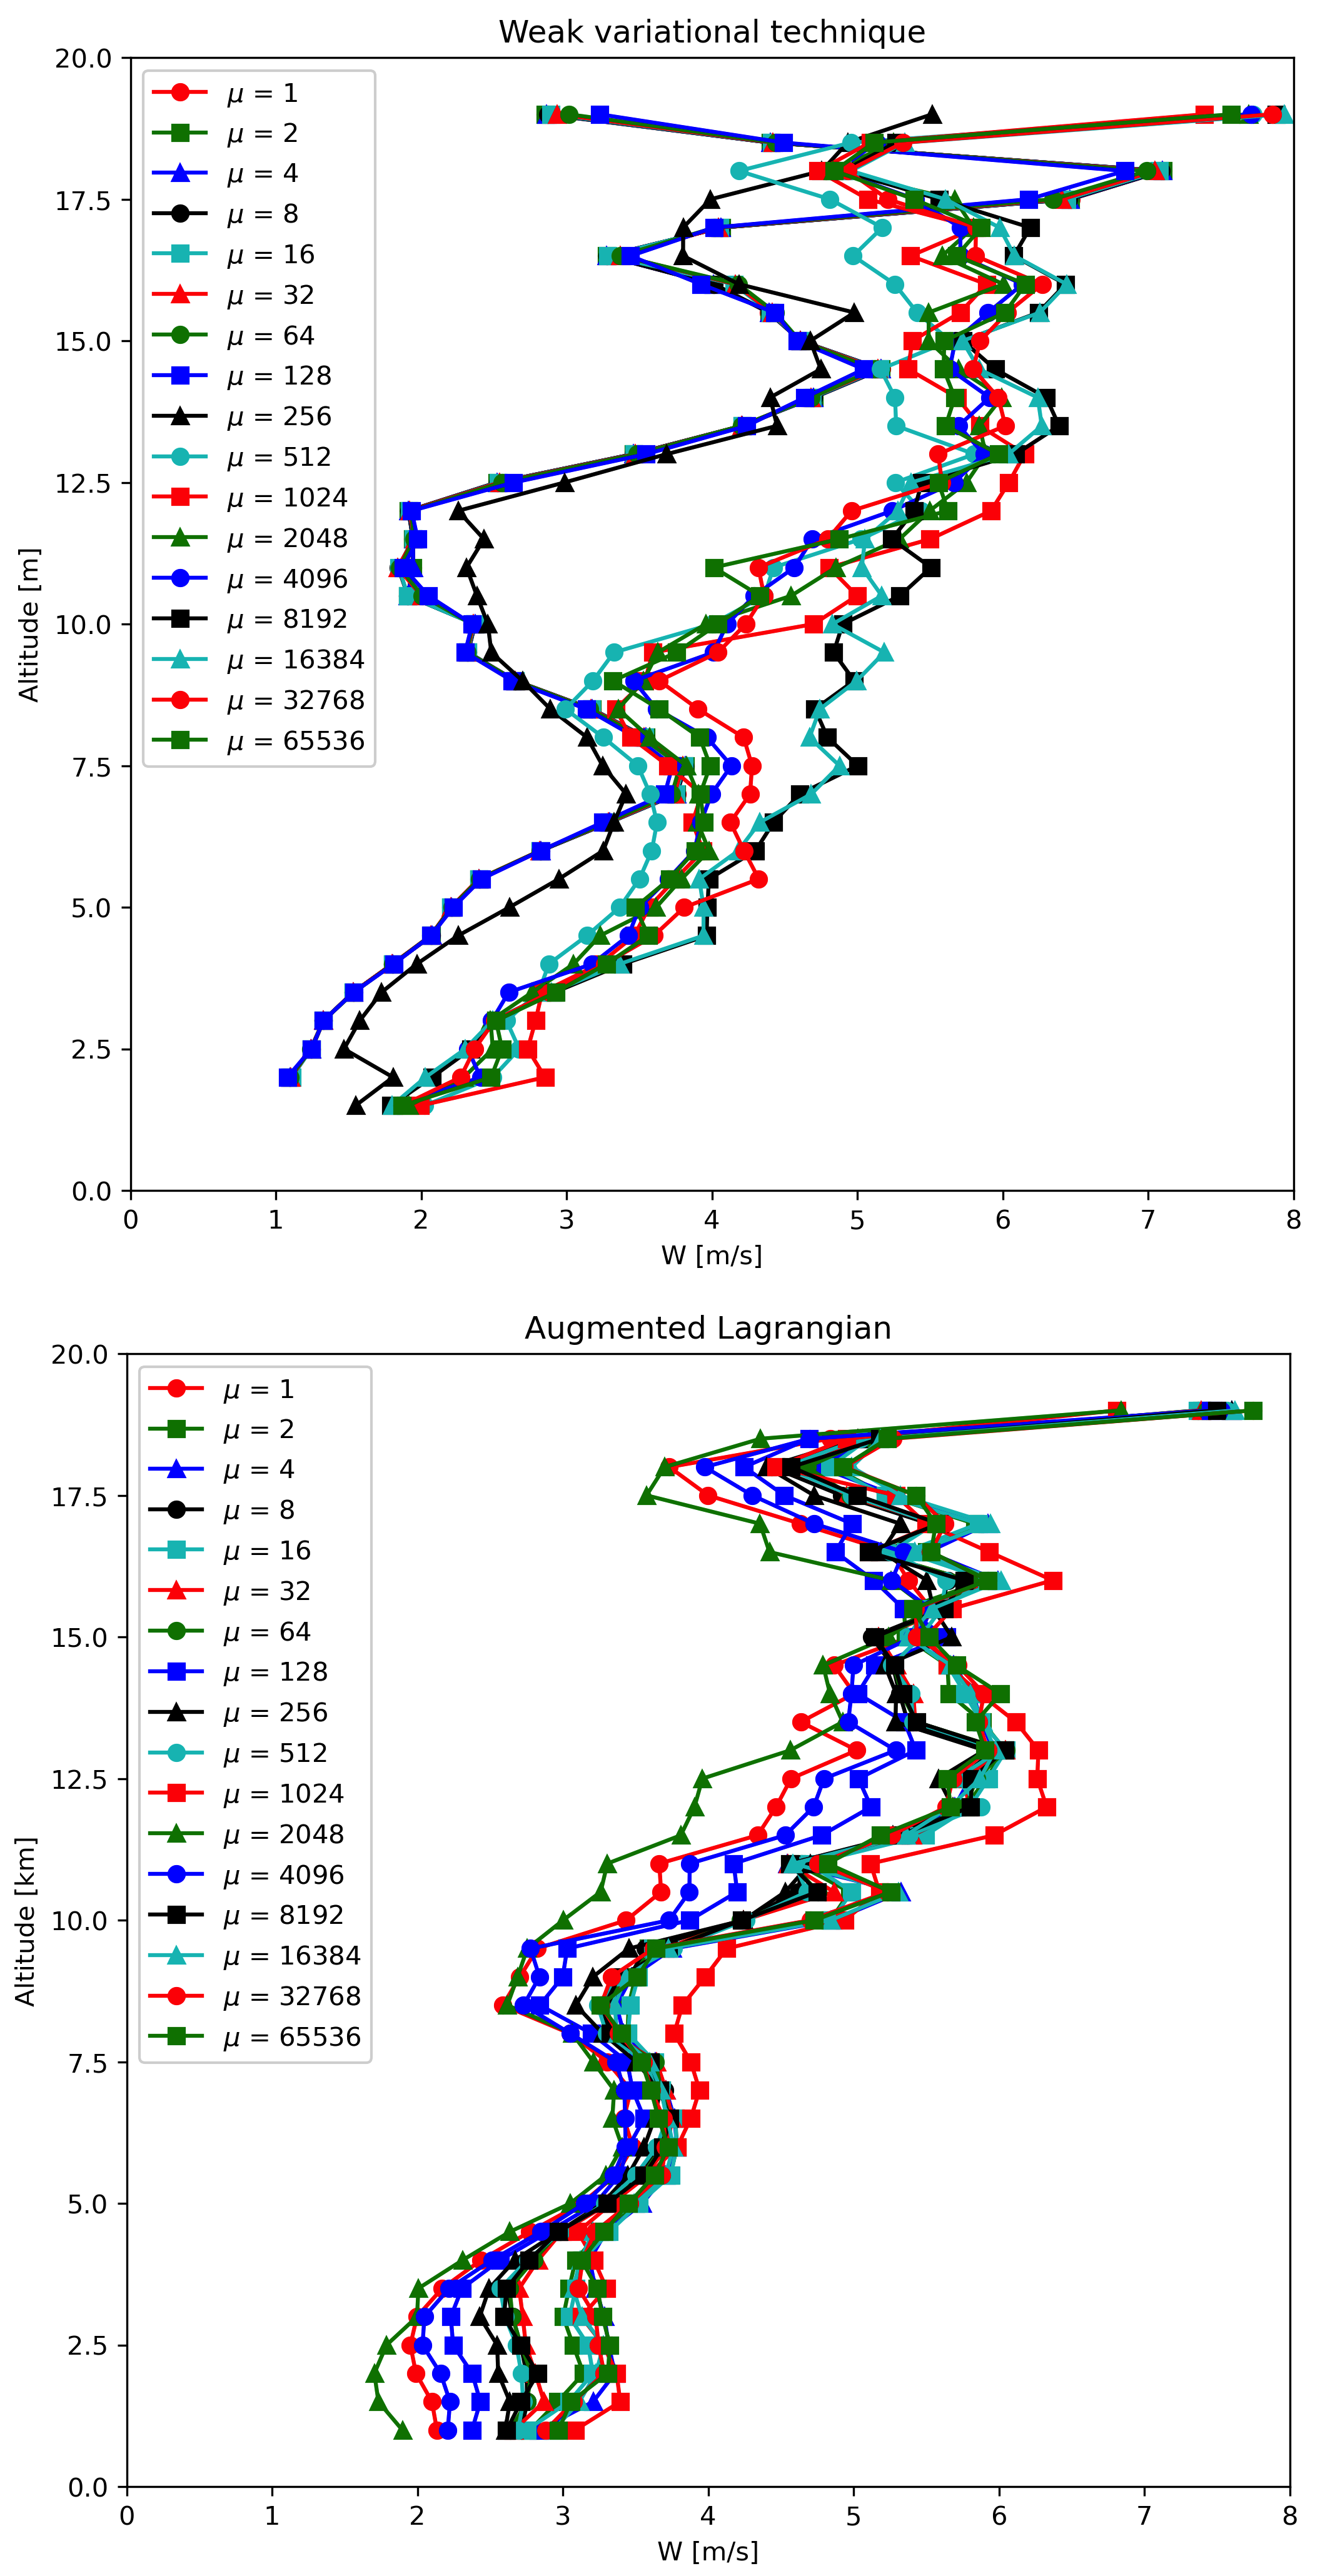 Weak variational technique
20.0
17.5
15.0
12.5
10.0
7.5
5.0
2.5
0.0
Altitude [m]
μ = 1
μ = 2
μ = 4
μ = 8
μ = 16
μ = 32
μ = 64
μ = 128
μ = 256
μ = 512
μ = 1024
μ = 2048
μ = 4096
μ = 8192
μ = 16384
μ = 32768
μ = 65536
0 1 2 3 4 5 6 7 8
W [m/s]
Augmented Lagrangian
20.0
17.5
15.0
12.5
10.0
7.5
5.0
2.5
0.0
Altitude [km]
μ = 1
μ = 2
μ = 4
μ = 8
μ = 16
μ = 32
μ = 64
μ = 128
μ = 256
μ = 512
μ = 1024
μ = 2048
μ = 4096
μ = 8192
μ = 16384
μ = 32768
μ = 65536
0 1 2 3 4 5 6 7 8
W [m/s]